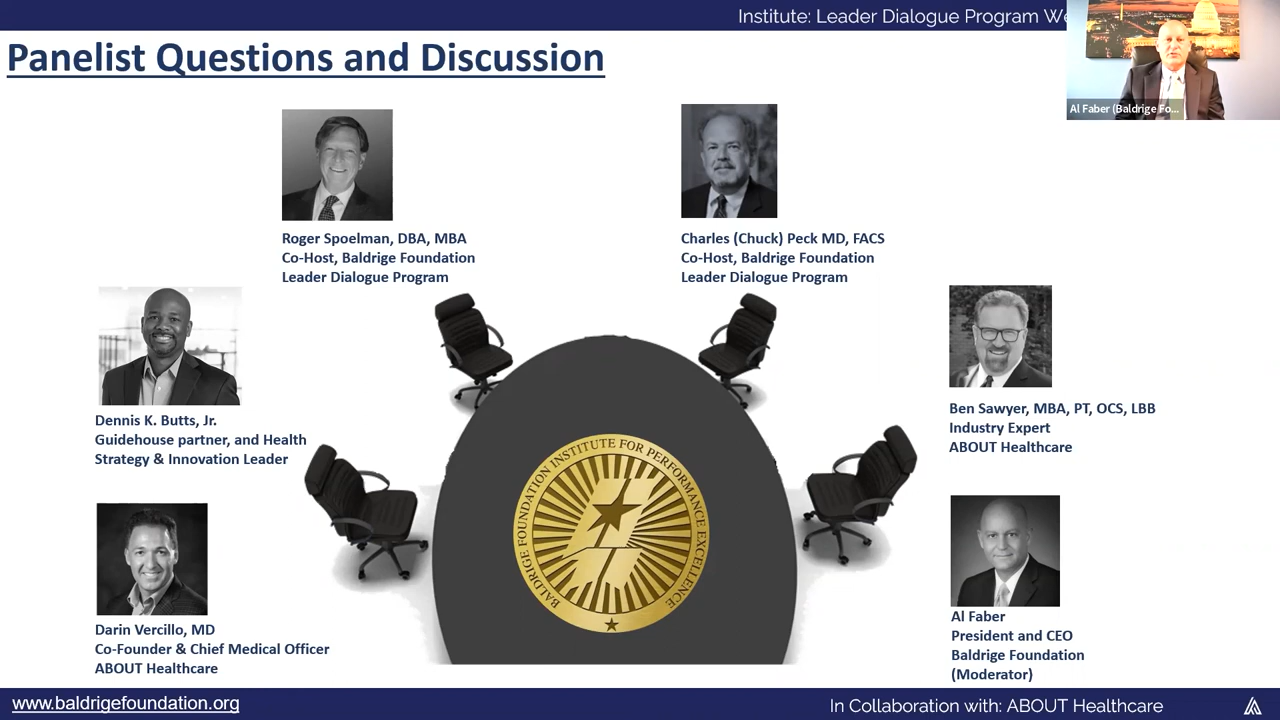 Institute: Leader Dialogue Program We
Al Faber (Baldrige Fo...
Panelist Questions and Discussion
Roger Spoelman, DBA, MBA
Co-Host, Baldrige Foundation
Leader Dialogue Program
Charles (Chuck) Peck MD, FACS
Co-Host, Baldrige Foundation
Leader Dialogue Program
Dennis K. Butts, Jr.
Guidehouse partner, and Health
Strategy & Innovation Leader
Ben Sawyer, MBA, PT, OCS, LBB
Industry Expert
ABOUT Healthcare
BALDRIGE FOUNDATION INSTITUTE FOR PERFORMANCE EXCELLENCE
Darin Vercillo, MD
Co-Founder & Chief Medical Officer
ABOUT Healthcare
Al Faber
President and CEO
Baldrige Foundation
(Moderator)
www.baldrigefoundation.org
In Collaboration with: ABOUT Healthcare